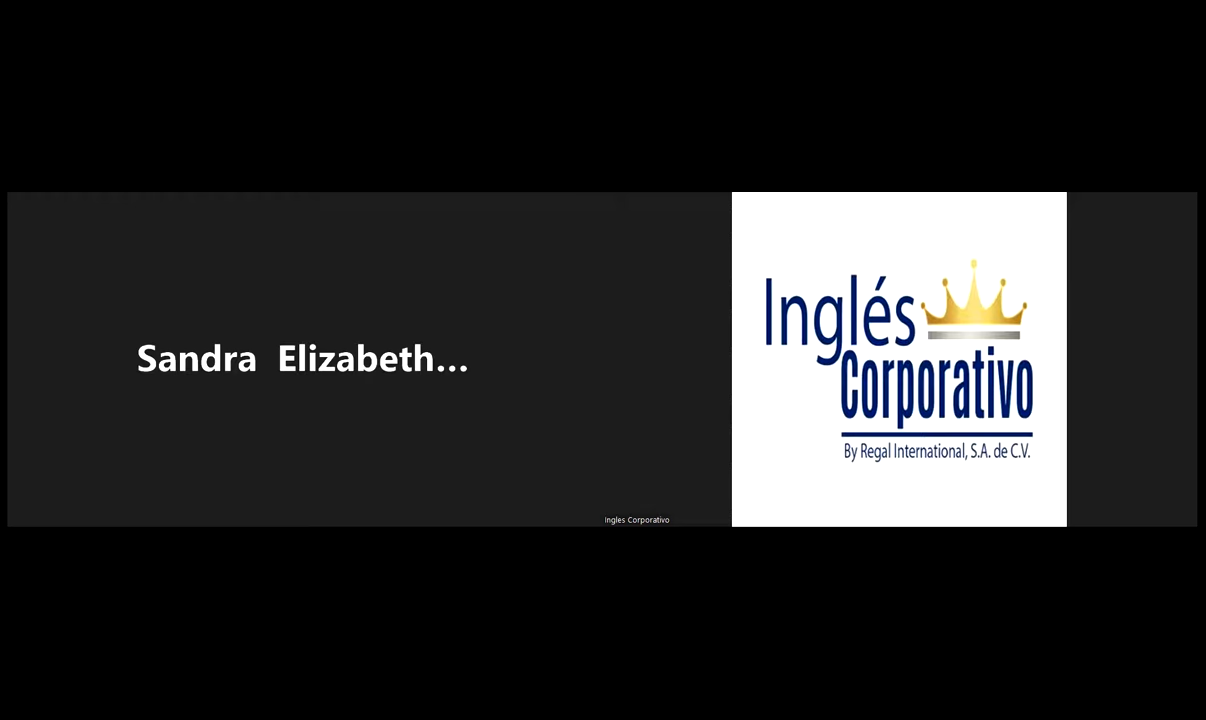 Sandra Elizabeth...
Inglés
Corporativo
By Regal International, S.A. de C.V.
Ingles Corporativo